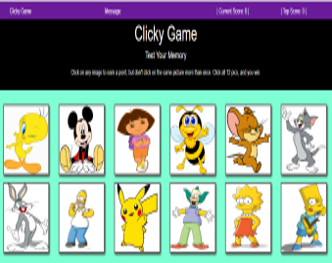 Clicky Game
Message:
| Current Score: 0 |
| Top Score: 0 |
Clicky Game
Test Your Memory
Click on any image to earn a point, but don't click on the same picture more than once. Click all 12 pics, and you win.